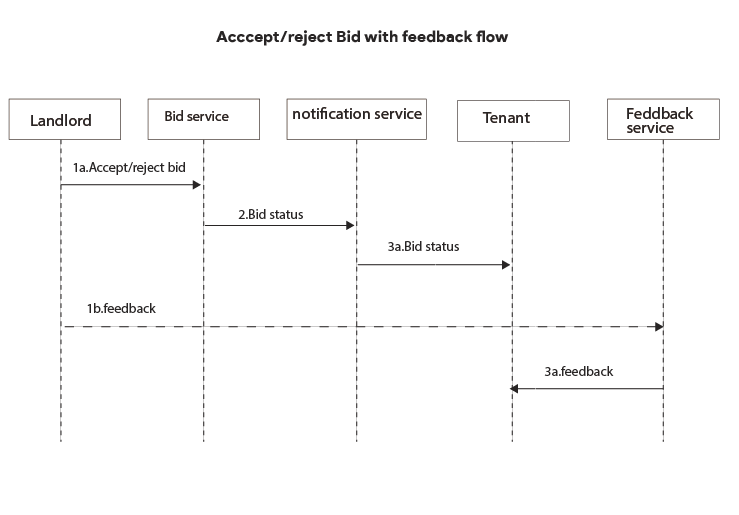 Acccept/reject Bid with feedback flow
Landlord
Bid service
notification service
Tenant
Feddback
service
1a.Accept/reject bid
2.Bid status
3a.Bid status
1b.feedback
3a.feedback